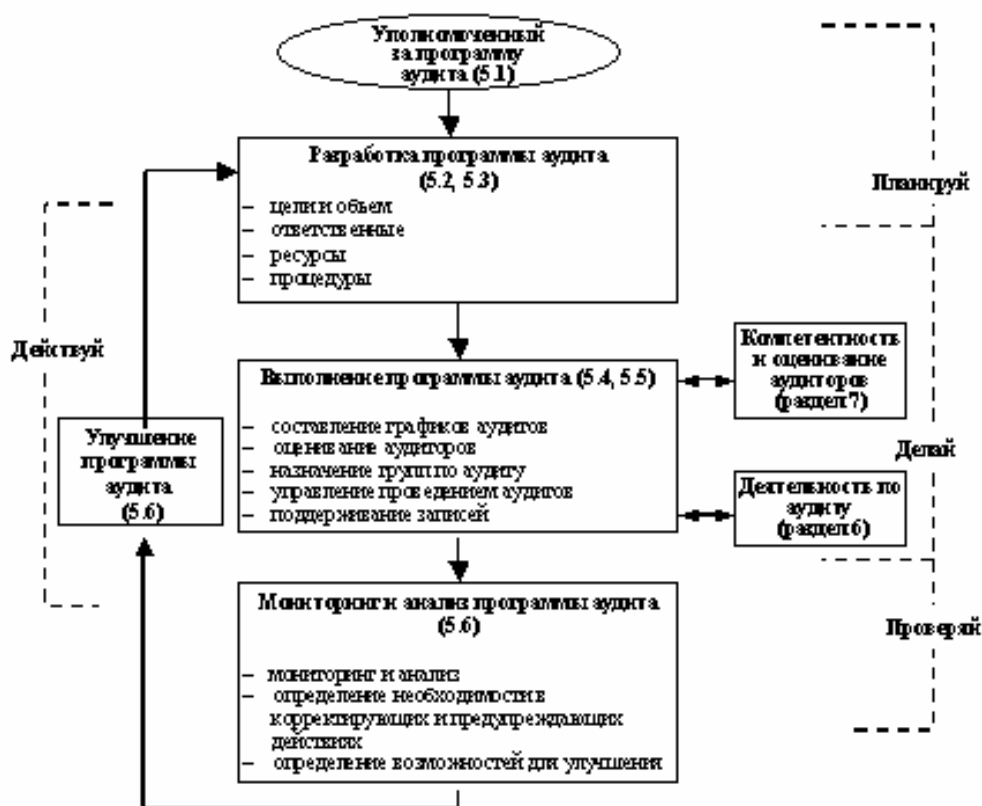 Уполномоченный
за программу
аудита (5.1)
Разработка программы аудита
(5.2, 5.3)
– цели и объем
– ответственные
– ресурсы
– процедуры
Планируй
Действуй
Выполнение программы аудита (5.4, 5.5)
– составление графиков аудитов
– оценивание аудиторов
– назначение групп по аудиту
– управление проведением аудитов
– поддерживание записей
Компетентность
и оценивание
аудиторов
(раздел 7)
Делай
Улучшение
программы
аудита
(5.6)
Деятельность по
аудиту
(раздел 6)
Мониторинг и анализ программы аудита
(5.6)
– мониторинг и анализ
– определение необходимости в
корректирующих и предупреждающих
действиях
– определение возможностей для улучшения
Проверяй